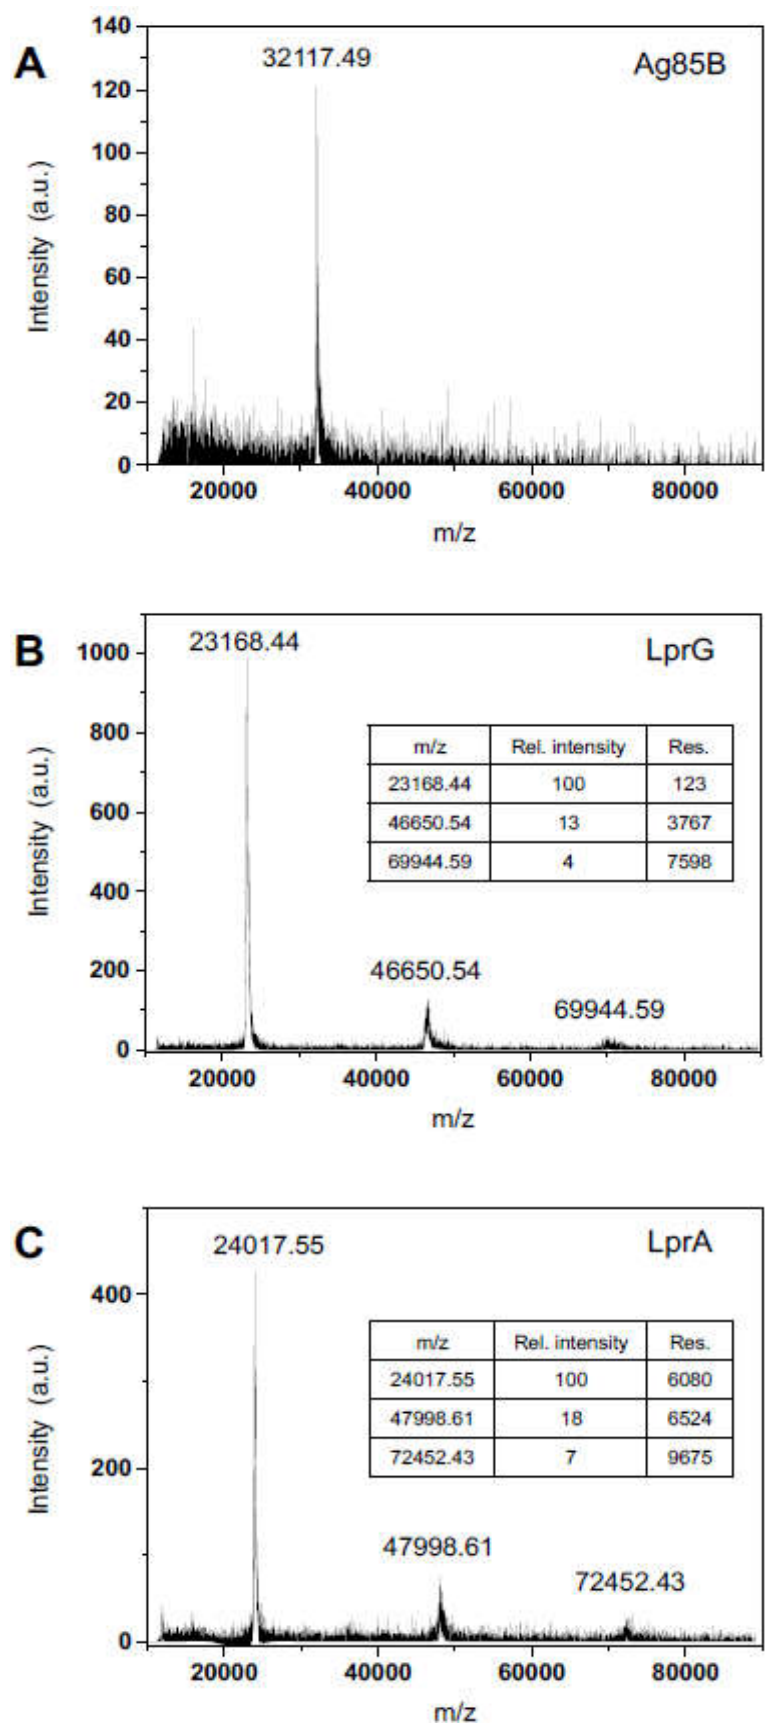 A
Ag85B
32117.49
140
120
100
80
60
40
20
0
Intensity (a.u.)
20000 40000 60000 80000
m/z
B
LprG
23168.44
1000
800
600
400
200
0
Intensity (a.u.)
m/z Rel. intensity Res.
23168.44 100 123
46650.54 13 3767
69944.59 4 7598
46650.54
69944.59
20000 40000 60000 80000
m/z
C
LprA
24017.55
400
200
0
Intensity (a.u.)
m/z Rel. intensity Res.
24017.55 100 6080
47998.61 18 6524
72452.43 7 9675
47998.61
72452.43
20000 40000 60000 80000
m/z